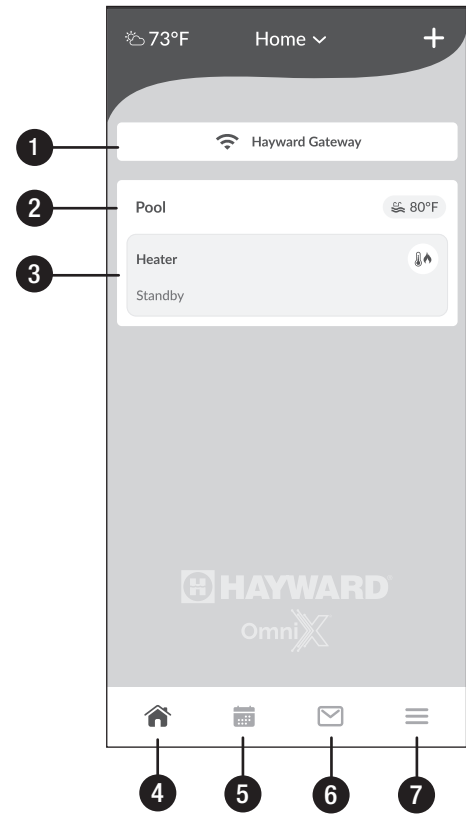 73°F Home
1 Hayward Gateway
2 Pool 80°F
3 Heater
Standby
H HAYWARD
OmniX
4 5 6 7